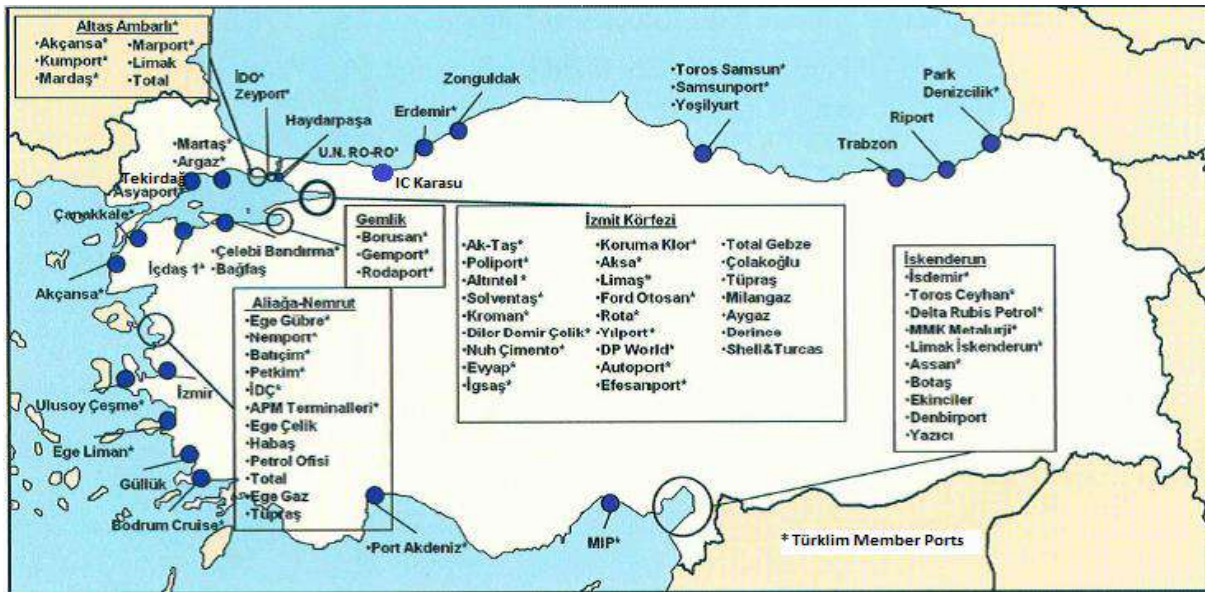 Altaş Ambarlı*
•Akçansa* •Marport*
•Kumport* •Limak
•Mardaş* •Total
İDO*
Zeyport*
Haydarpaşa
U.N. RO-RO*
Erdemir*
Zonguldak
IC Karasu
•Toros Samsun*
•Samsunport*
•Yoşilyurt
Trabzon
Riport
Park
Denizcilik*
•Martaş*
•Argaz*
Tekirdağ
Asyaport*
Çanakkale*
Akçansa*
İçdaş 1*
•Çelebi Bandırma*
•Bağfaş
Gemlik
•Borusan*
•Gemport*
•Rodaport*
İzmit Körfezi
•Ak-Taş* •Koruma Klor* •Total Gebze
•Poliport* •Aksa* •Çolakoğlu
•Altıntel* •Limaş* •Tüpraş
•Solventaş* •Ford Otosan* •Milangaz
•Kroman* •Rota* •Aygaz
•Diler Demir Çelik* •Yılport* •Derince
•Nuh Çimento* •DP World* •Shell&Turcas
•Evyap* •Autoport*
•İgsaş* •Efesanport*
İskenderun
•İsdemir*
•Toros Ceyhan*
•Delta Rubis Petrol*
•MMK Metalurji*
•Limak İskenderun*
•Assan*
•Botaş
•Ekinciler
•Denbirport
•Yazıcı
Aliağa-Nemrut
•Ege Gübre*
•Nemport*
•Batıçim*
•Petkim*
•İDÇ*
•APM Terminalleri*
•Ege Çelik
•Habaş
•Petrol Ofisi
•Total
•Ege Gaz
•Tüpraş
İzmir
Ulusoy Çeşme*
Ege Liman*
Güllük
Bodrum Cruise*
•Port Akdeniz*
MIP*
* Türklim Member Ports